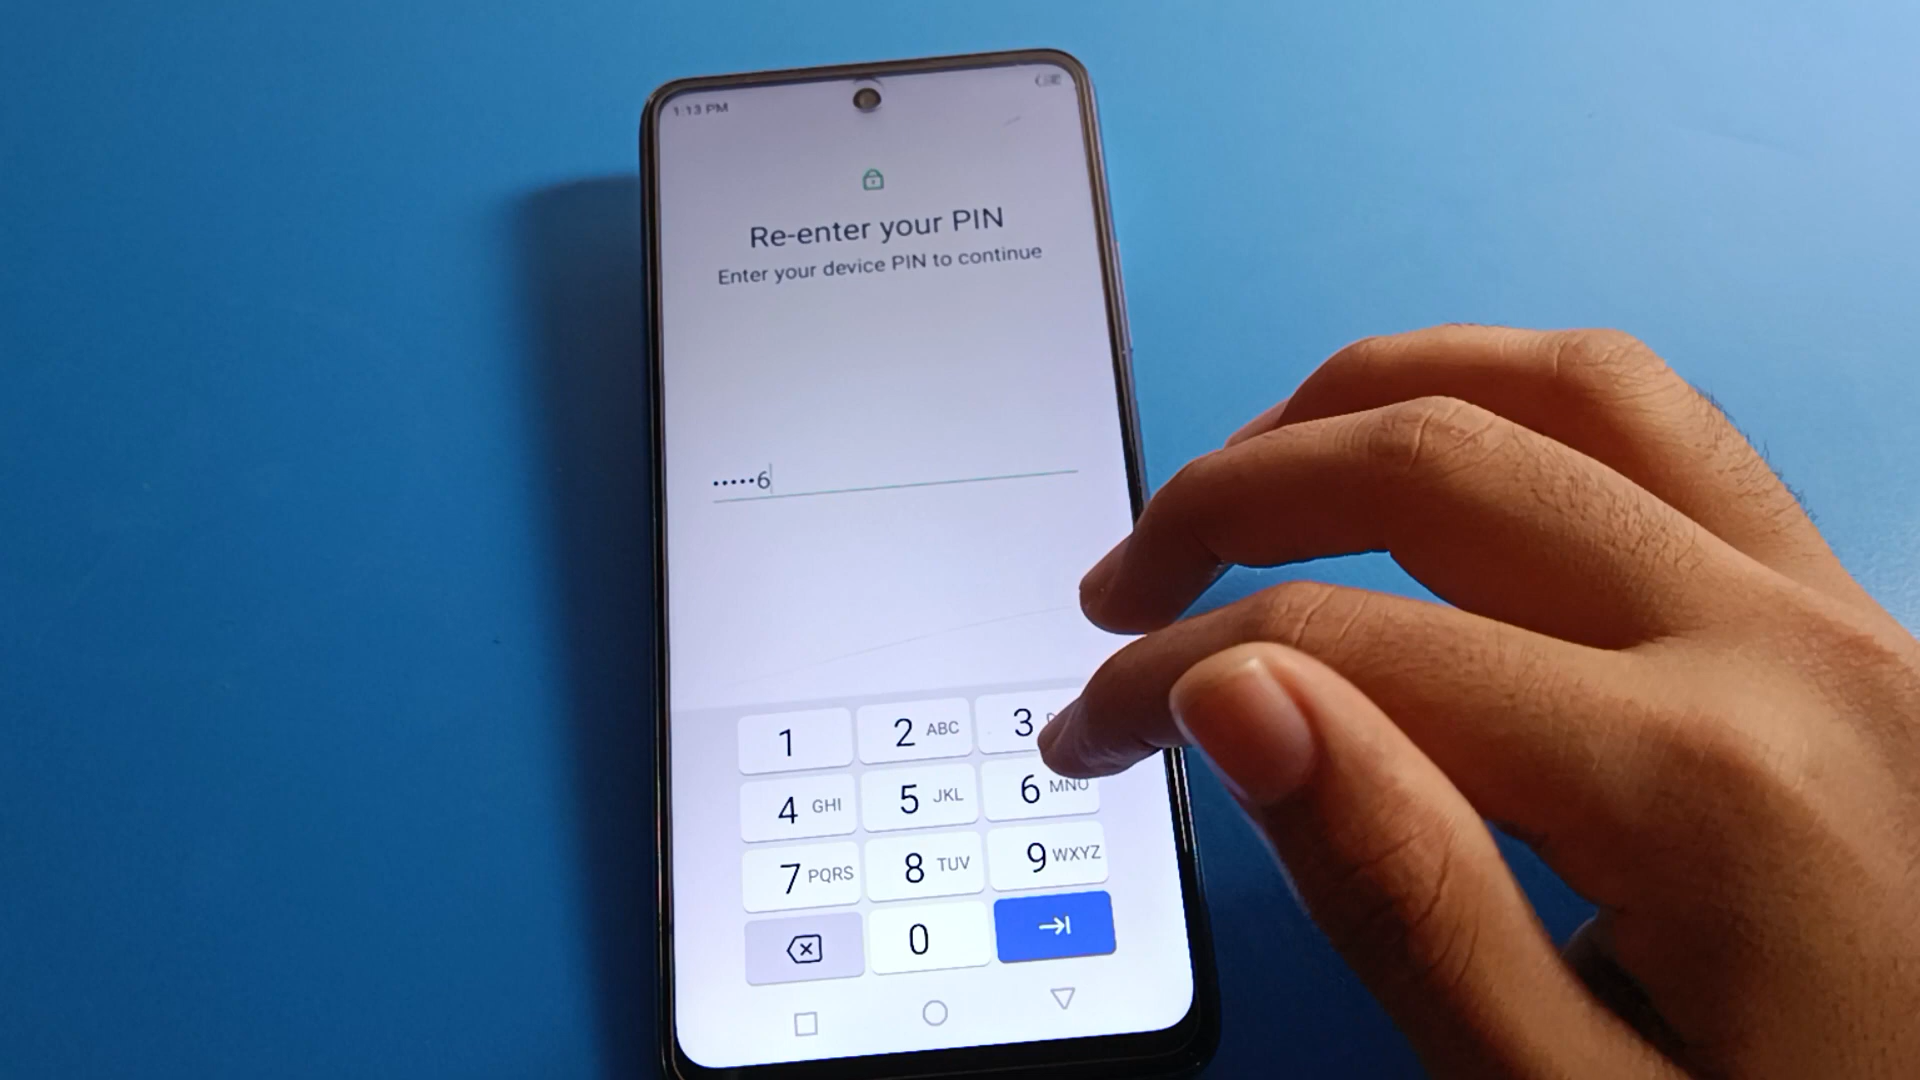 1:13 PM
Re-enter your PIN
Enter your device PIN to continue
•••••6
1 2 ABC 3
4 GHI 5 JKL 6 MNO
7 PQRS 8 TUV 9 WXYZ
0